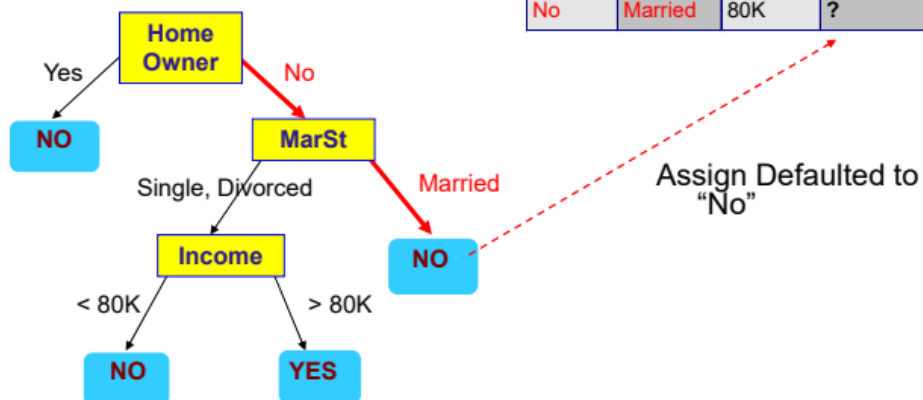 No Married 80K ?
Home
Owner
Yes
No
NO
MarSt
Single, Divorced
Married
Assign Defaulted to
“No”
Income
NO
< 80K
> 80K
NO
YES